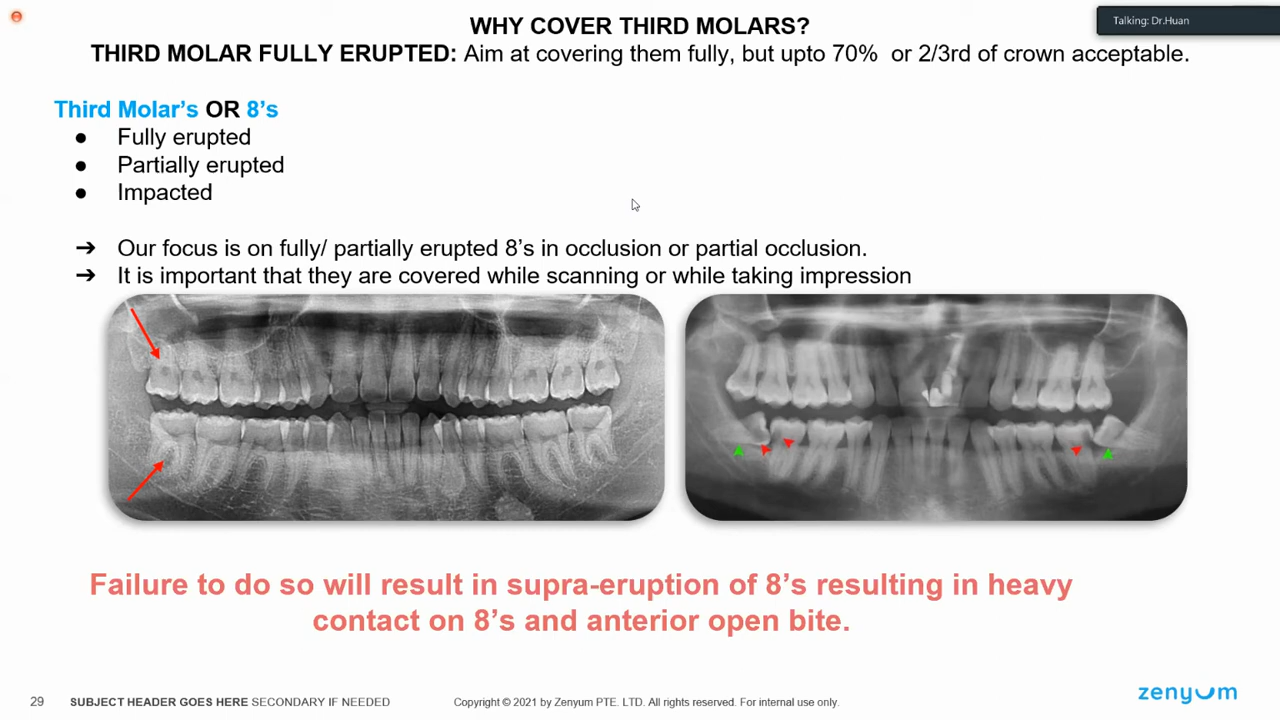 WHY COVER THIRD MOLARS?
Talking: Dr.Huan
THIRD MOLAR FULLY ERUPTED: Aim at covering them fully, but upto 70% or 2/3rd of crown acceptable.
Third Molar's OR 8's
● Fully erupted
● Partially erupted
● Impacted
➔ Our focus is on fully/ partially erupted 8's in occlusion or partial occlusion.
➔ It is important that they are covered while scanning or while taking impression
Failure to do so will result in supra-eruption of 8's resulting in heavy
contact on 8's and anterior open bite.
29 SUBJECT HEADER GOES HERE SECONDARY IF NEEDED Copyright © 2021 by Zenyum PTE. LTD. All rights reserved. For internal use only.
zenyum